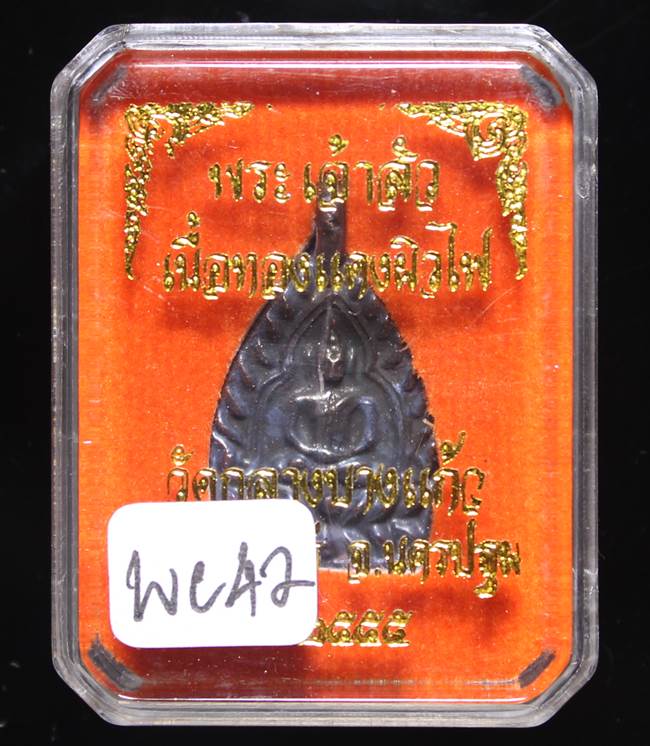 พระเจ้าสัว
เนื้อทองแดงผิวไฟ
วัดกลางบางแก้ว
จ.นครปฐม
๒๕๕๕
WCA2